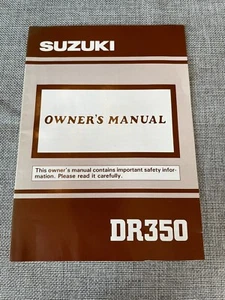 SUZUKI
OWNER'S MANUAL
This owner's manual contains important safety infor-
mation. Please read it carefully.
DR350